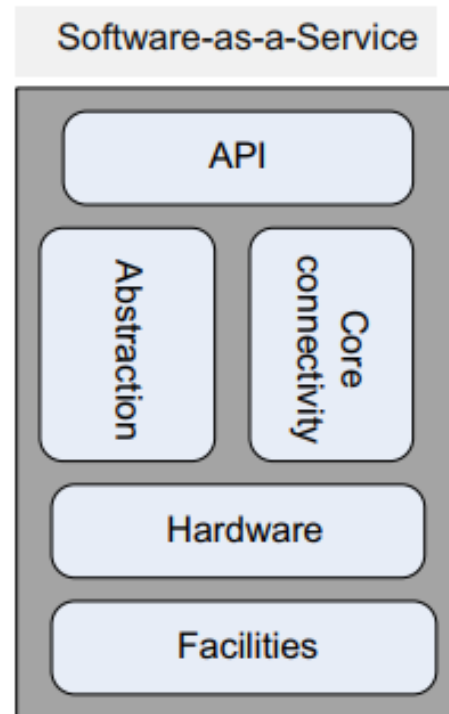 Software-as-a-Service
API
Abstraction
Core
connectivity
Hardware
Facilities